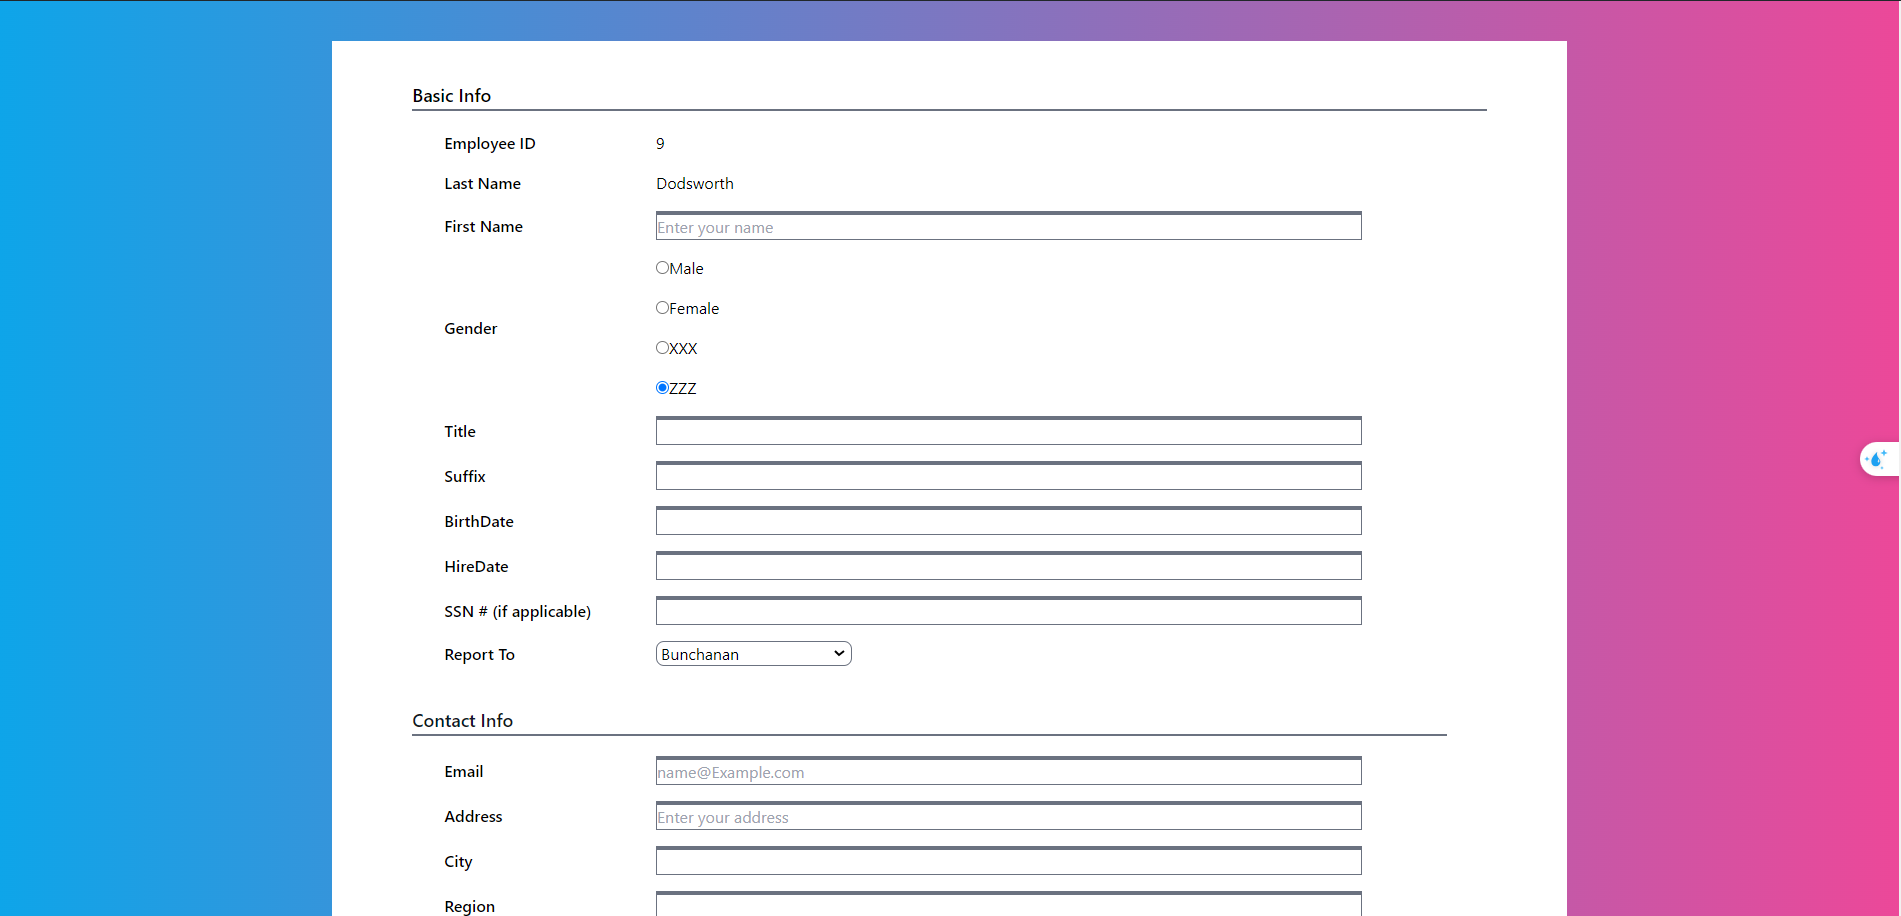 Basic Info
Employee ID 9
Last Name Dodsworth
First Name Enter your name
Male
Female
Gender
XXX
ZZZ
Title
Suffix
BirthDate
HireDate
SSN # (if applicable)
Report To Bunchanan
Contact Info
Email name@Example.com
Address Enter your address
City
Region